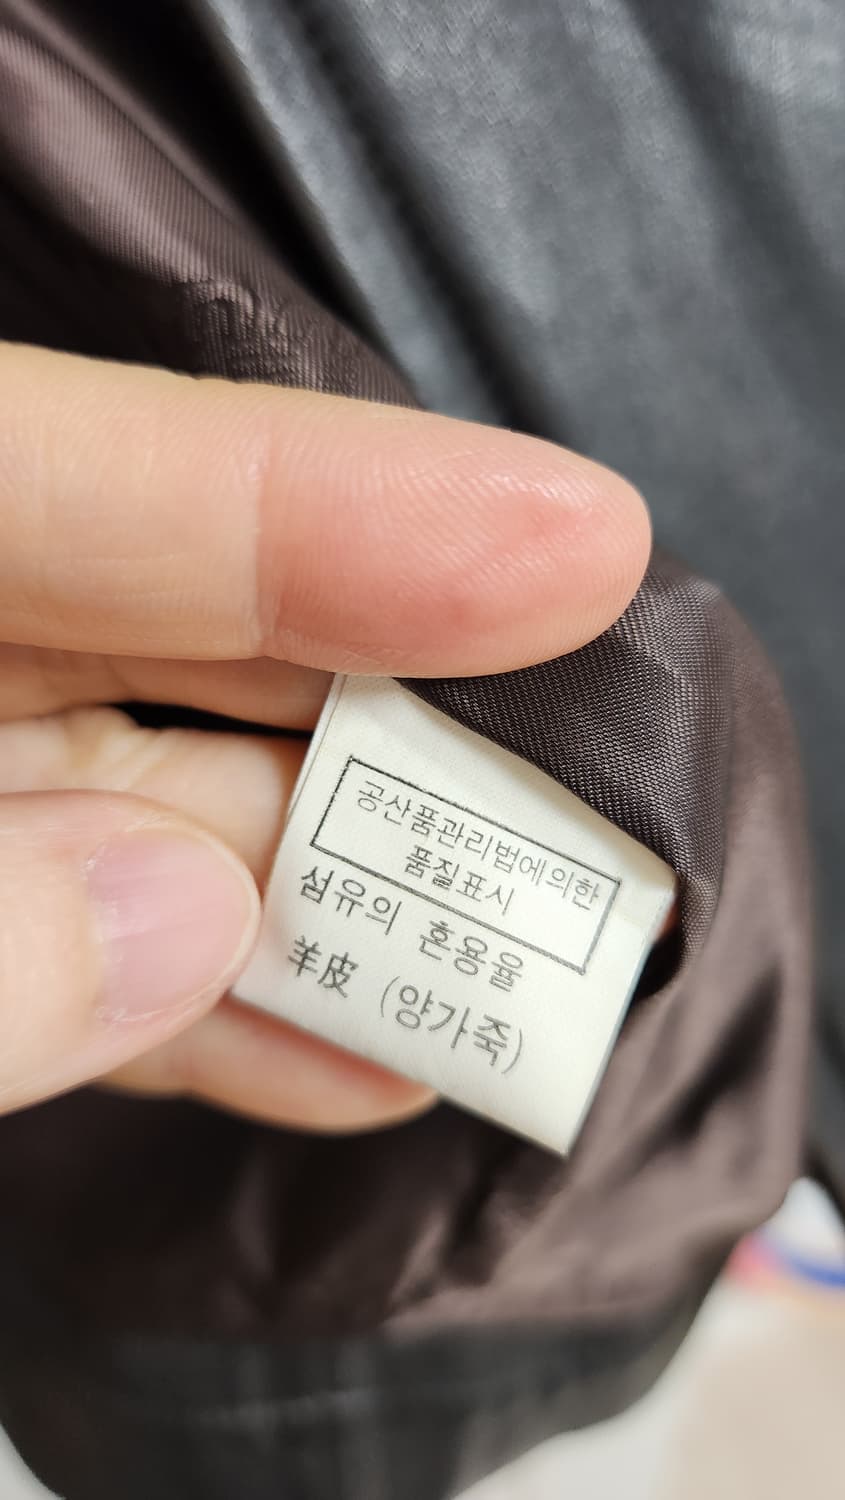 공산품관리법에의한
품질표시
섬유의 혼용율
羊皮 (양가죽)